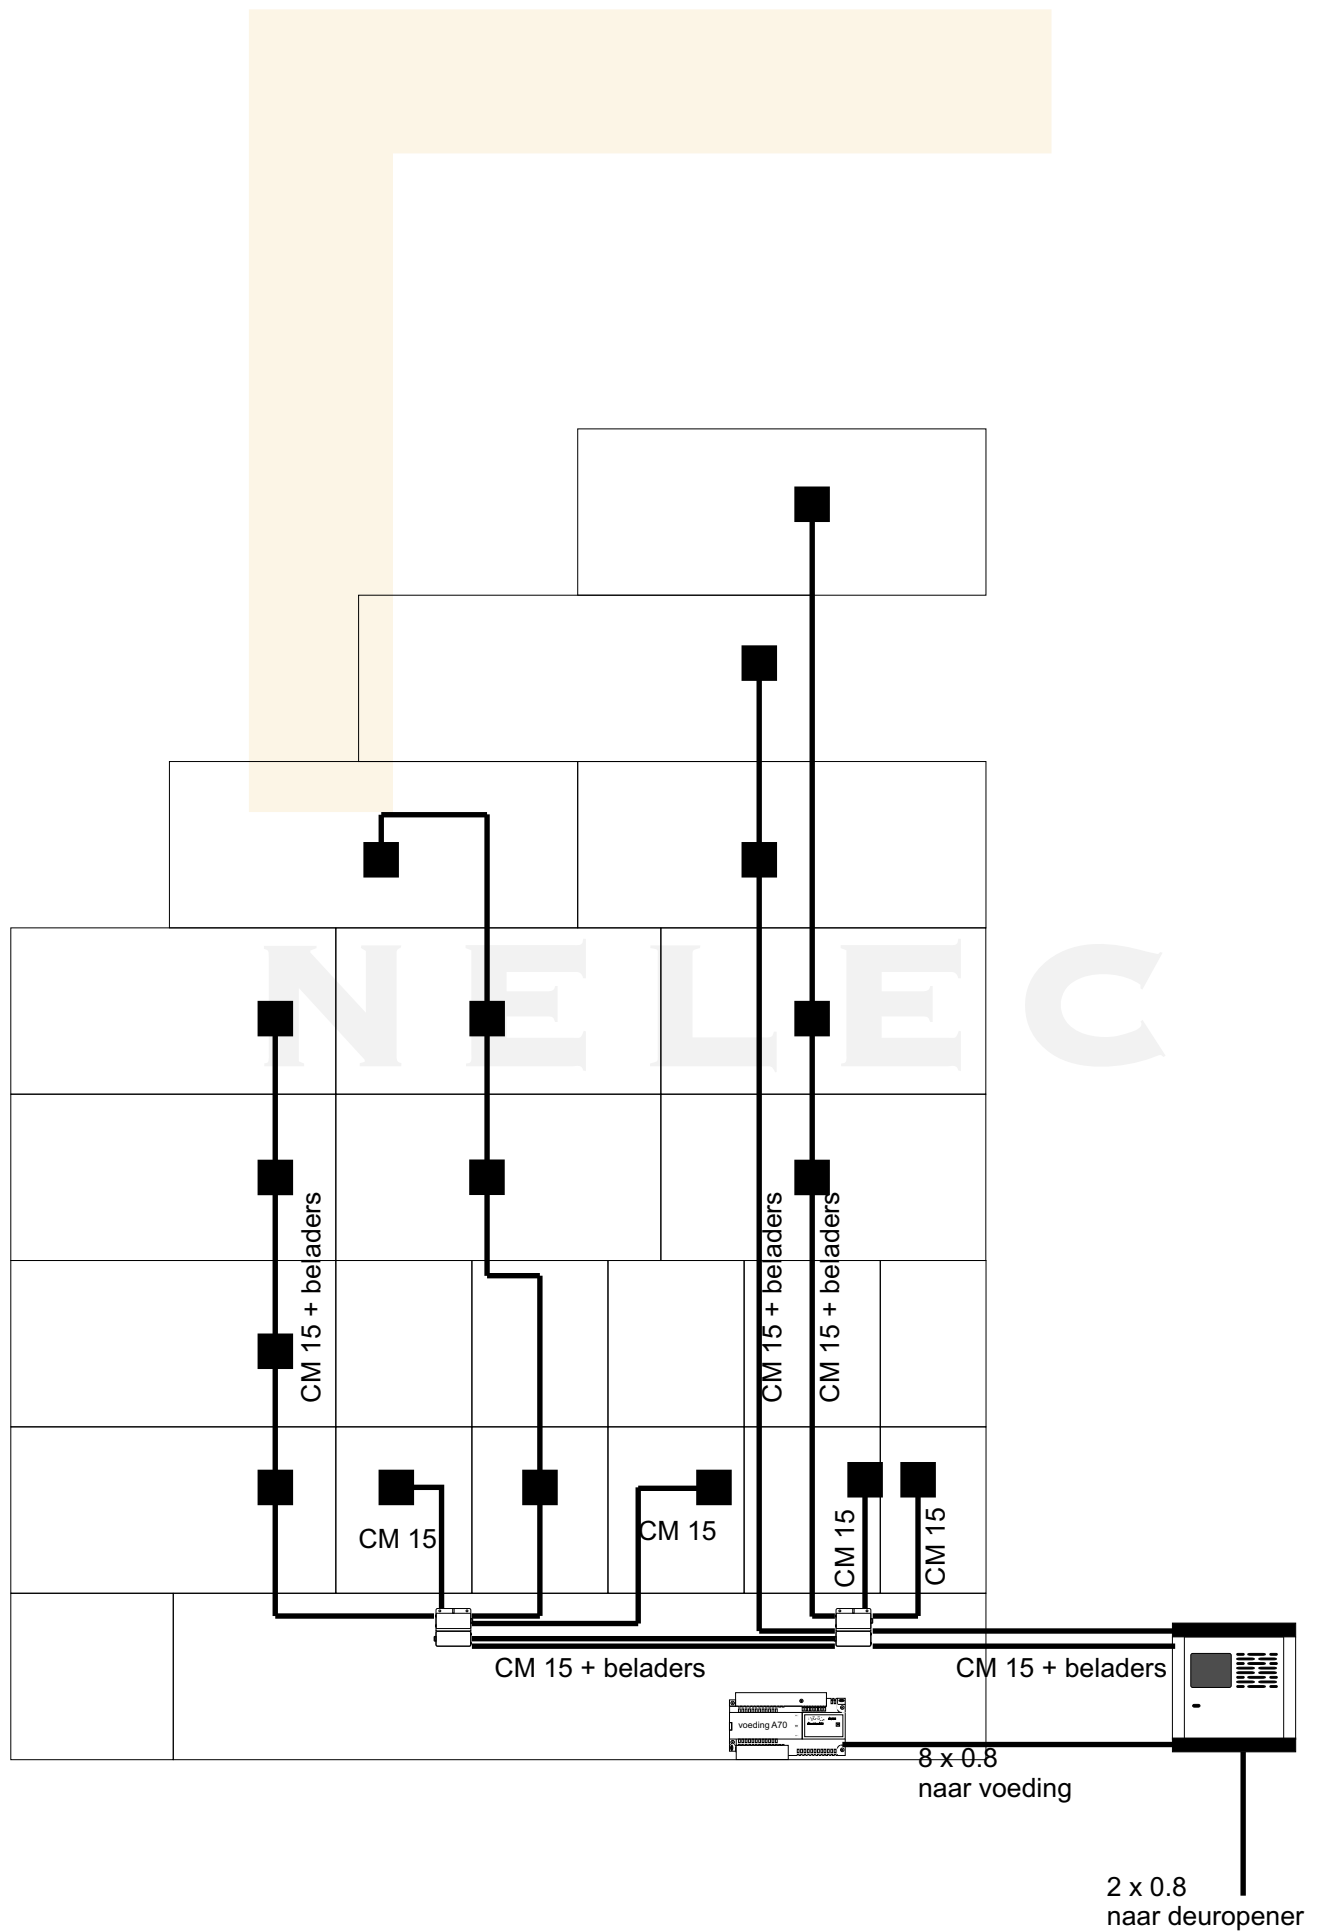 NELEC
CM 15 + beladers
CM 15 + beladers
CM 15 + beladers
CM 15
CM 15
CM 15
CM 15
CM 15 + beladers
CM 15 + beladers
voeding A70
8 x 0.8
naar voeding
2 x 0.8
naar deuropener